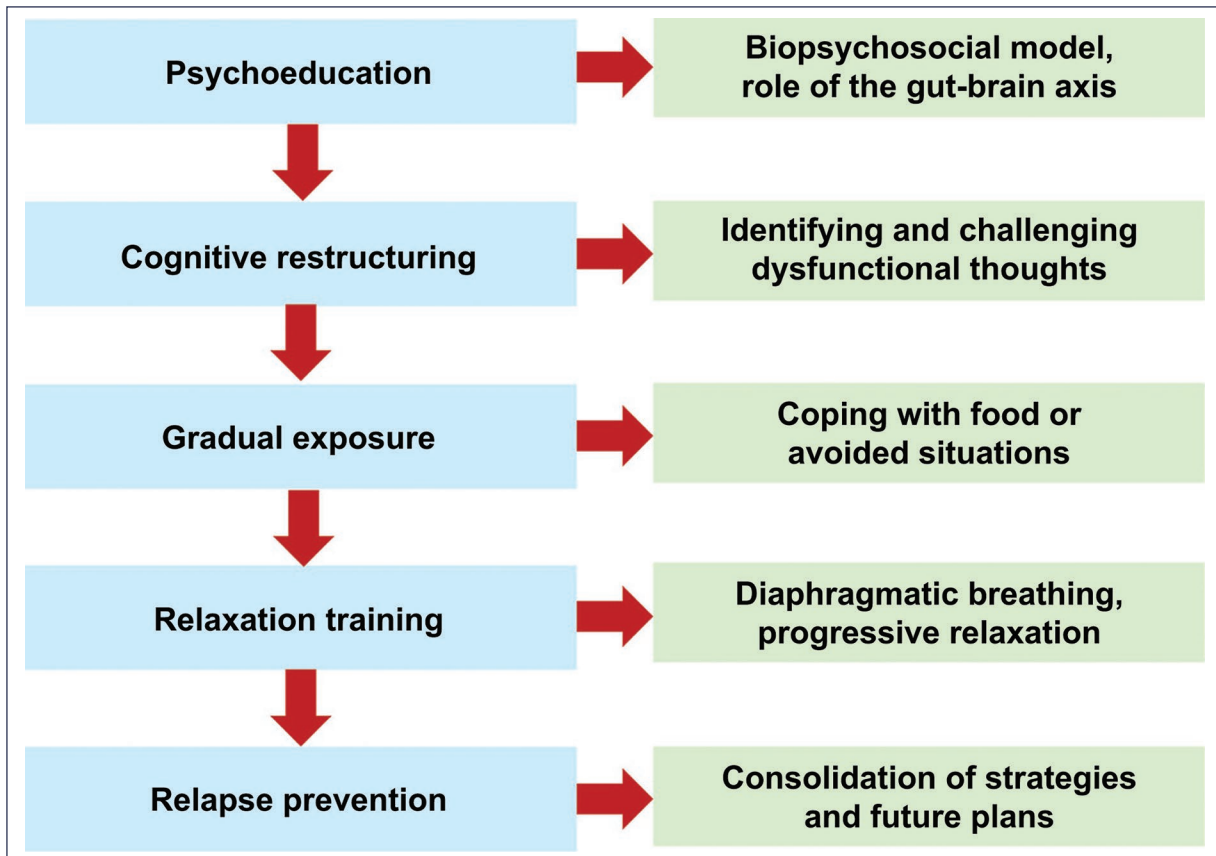 Psychoeducation
Biopsychosocial model,
role of the gut-brain axis
Cognitive restructuring
Identifying and challenging
dysfunctional thoughts
Gradual exposure
Coping with food or
avoided situations
Relaxation training
Diaphragmatic breathing,
progressive relaxation
Relapse prevention
Consolidation of strategies
and future plans